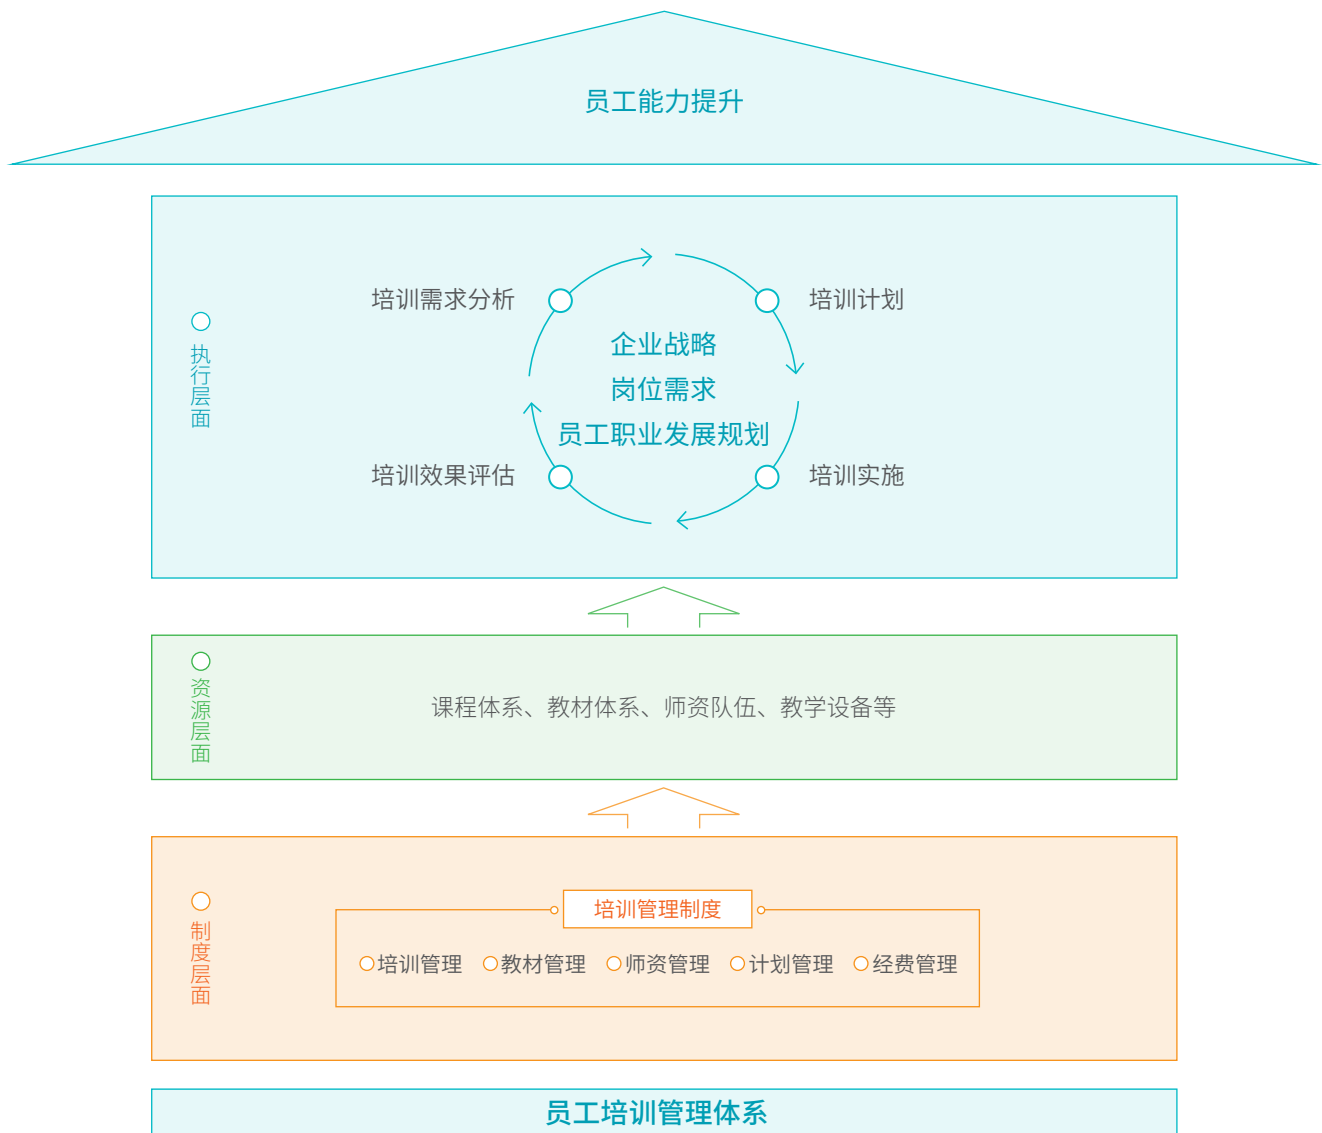 员工能力提升
执行层面
培训需求分析
培训计划
企业战略
岗位需求
员工职业发展规划
培训效果评估
培训实施
资源层面
课程体系、教材体系、师资队伍、教学设备等
制度层面
培训管理制度
培训管理 教材管理 师资管理 计划管理 经费管理
员工培训管理体系